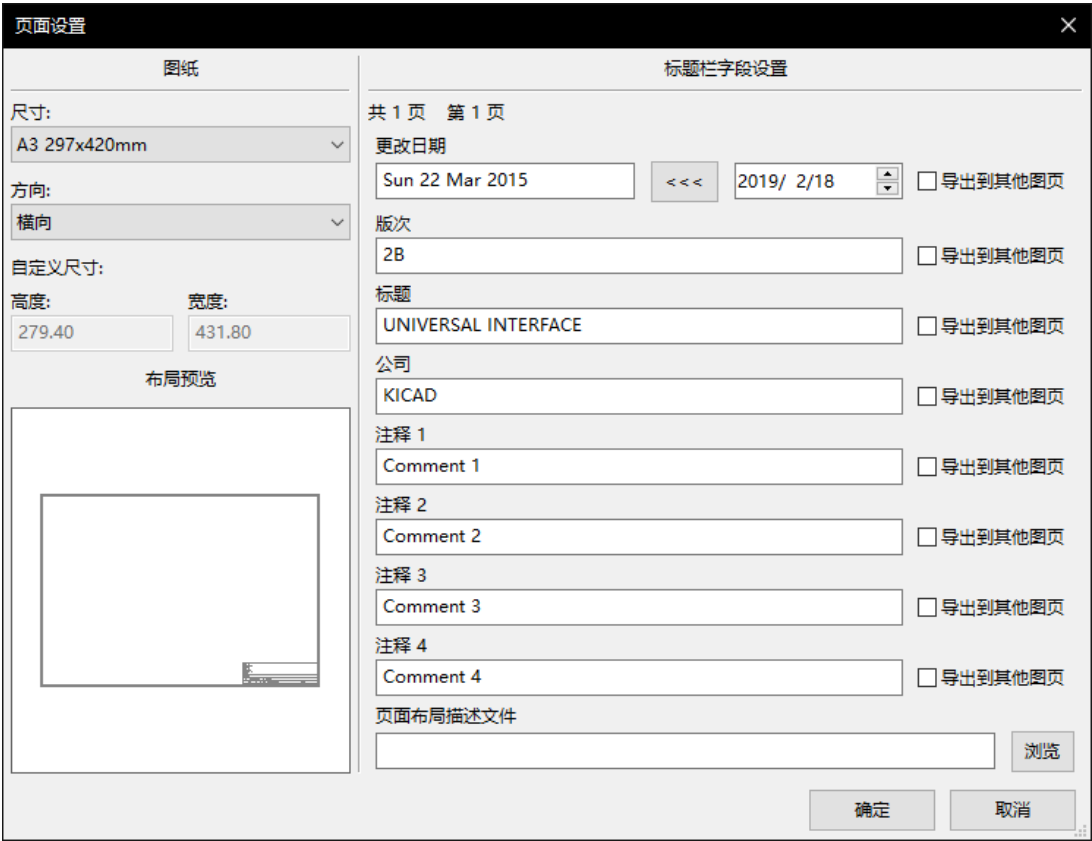 页面设置
图纸
尺寸:
A3 297x420mm
方向:
横向
自定义尺寸:
高度: 宽度:
279.40 431.80
布局预览
标题栏字段设置
共 1 页 第 1 页
更改日期
Sun 22 Mar 2015 <<< 2019/ 2/18 导出到其他图页
版次
2B 导出到其他图页
标题
UNIVERSAL INTERFACE 导出到其他图页
公司
KICAD 导出到其他图页
注释 1
Comment 1 导出到其他图页
注释 2
Comment 2 导出到其他图页
注释 3
Comment 3 导出到其他图页
注释 4
Comment 4 导出到其他图页
页面布局描述文件
浏览
确定 取消